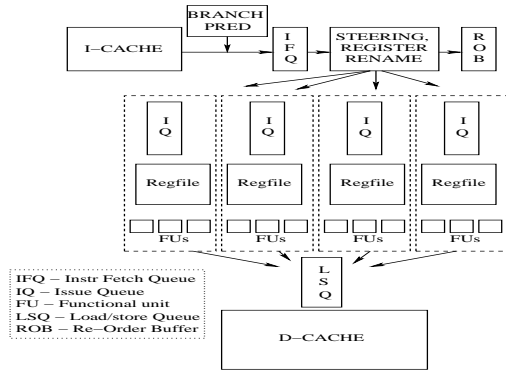 BRANCH
PRED
I-CACHE
I
F
Q
STEERING,
REGISTER
RENAME
R
O
B
I
Q
I
Q
I
Q
I
Q
Regfile
Regfile
Regfile
Regfile
FUs
FUs
FUs
FUs
L
S
Q
D-CACHE
IFQ - Instr Fetch Queue
IQ - Issue Queue
FU - Functional unit
LSQ - Load/store Queue
ROB - Re-Order Buffer